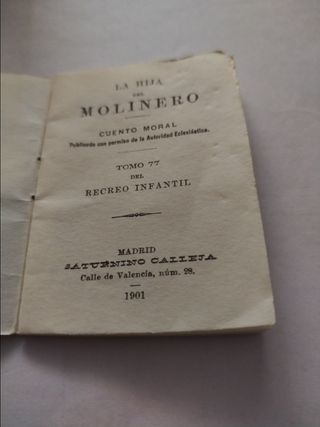 LA HIJA
DEL
MOLINERO
CUENTO MORAL
Publicado con permiso de la Autoridad Eclesiástica.
TOMO 77
DEL
RECREO INFANTIL
MADRID
SATURNINO CALLEJA
Calle de Valencia, núm. 28.
1901